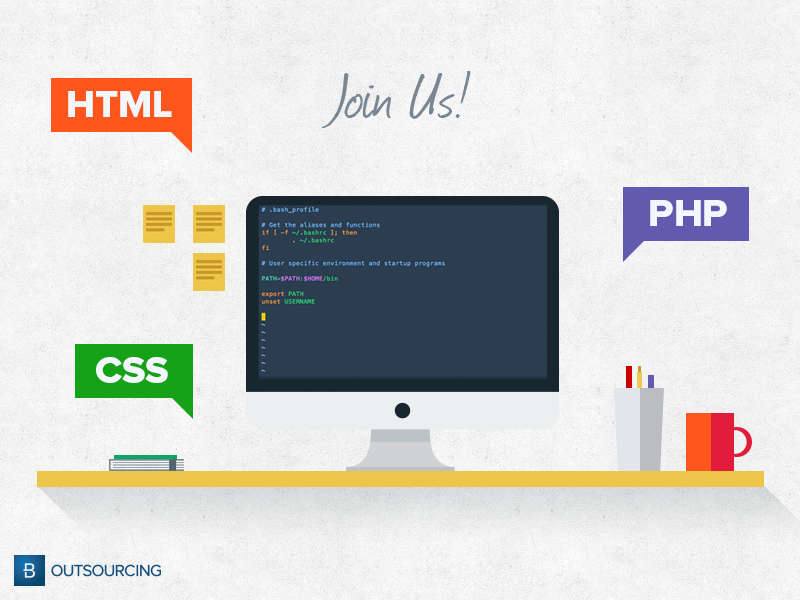 Join Us!
HTML
PHP
# .bash_profile
# Get the aliases and functions
if [ -f ~/.bashrc ]; then
. ~/.bashrc
fi
# User specific environment and startup programs
PATH=$PATH:$HOME/bin
export PATH
unset USERNAME
~
~
~
~
~
~
~
CSS
B OUTSOURCING